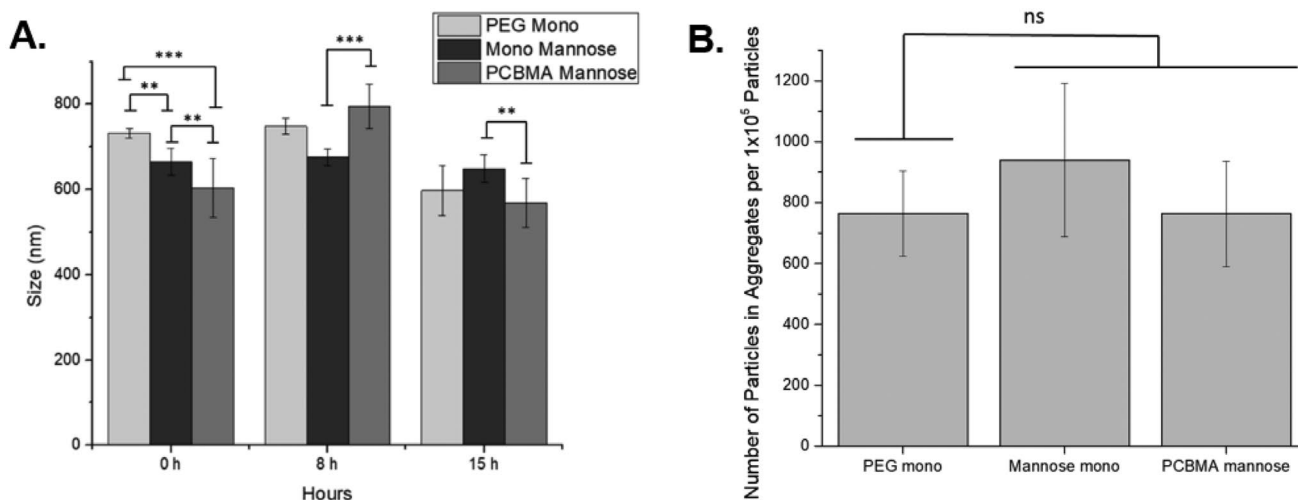 A.
PEG Mono
Mono Mannose
PCBMA Mannose
***
**
**
***
**
Size (nm)
800
600
400
200
0
0 h
8 h
15 h
Hours
B.
ns
Number of Particles in Aggregates per 1x10⁵ Particles
1200
1000
800
600
400
200
0
PEG mono
Mannose mono
PCBMA mannose